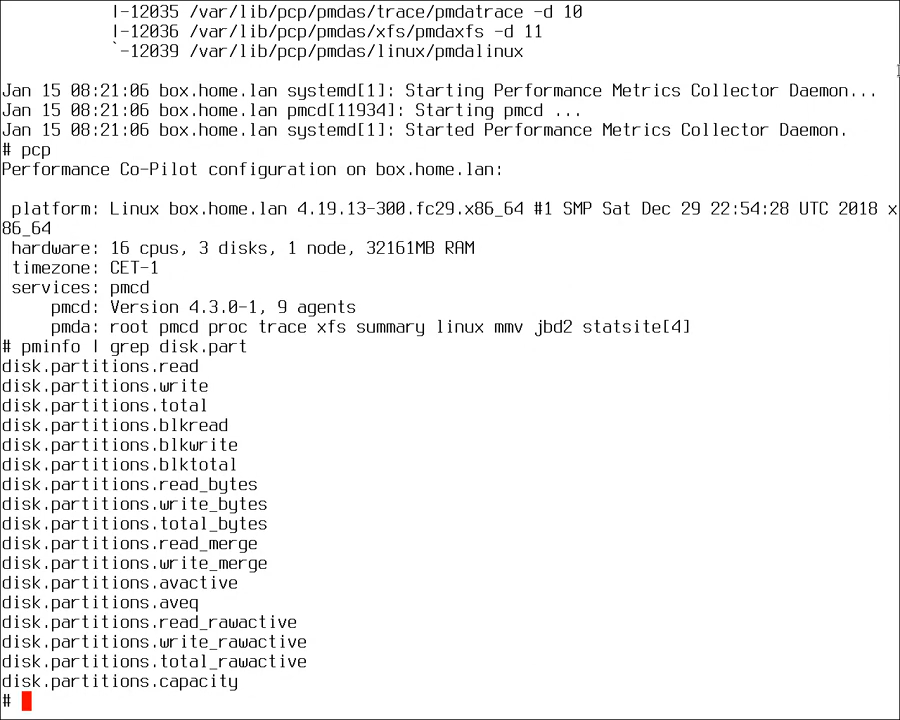 |-12035 /var/lib/pcp/pmdas/trace/pmdatrace -d 10
|-12036 /var/lib/pcp/pmdas/xfs/pmdaxfs -d 11
`-12039 /var/lib/pcp/pmdas/linux/pmdalinux
Jan 15 08:21:06 box.home.lan systemd[1]: Starting Performance Metrics Collector Daemon...
Jan 15 08:21:06 box.home.lan pmcd[11934]: Starting pmcd ...
Jan 15 08:21:06 box.home.lan systemd[1]: Started Performance Metrics Collector Daemon.
# pcp
Performance Co-Pilot configuration on box.home.lan:
platform: Linux box.home.lan 4.19.13-300.fc29.x86_64 #1 SMP Sat Dec 29 22:54:28 UTC 2018 x
86_64
hardware: 16 cpus, 3 disks, 1 node, 32161MB RAM
timezone: CET-1
services: pmcd
pmcd: Version 4.3.0-1, 9 agents
pmda: root pmcd proc trace xfs summary linux mmv jbd2 statsite[4]
# pminfo | grep disk.part
disk.partitions.read
disk.partitions.write
disk.partitions.total
disk.partitions.blkread
disk.partitions.blkwrite
disk.partitions.blktotal
disk.partitions.read_bytes
disk.partitions.write_bytes
disk.partitions.total_bytes
disk.partitions.read_merge
disk.partitions.write_merge
disk.partitions.avactive
disk.partitions.aveq
disk.partitions.read_rawactive
disk.partitions.write_rawactive
disk.partitions.total_rawactive
disk.partitions.capacity
#